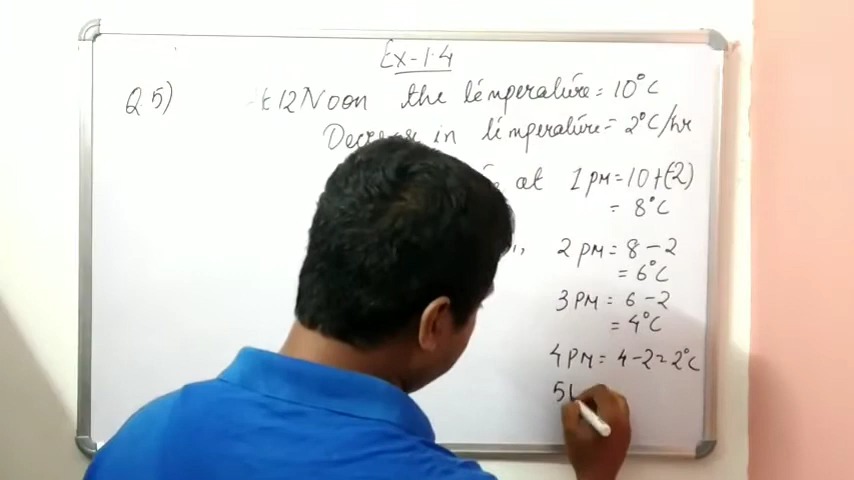 Ex-1.4
Q.5) t 12 Noon the temperature = 10°C
Decrease in temperature = 2°C/hr
at 1 PM = 10+(-2)
= 8°C
,, 2 PM = 8 - 2
= 6°C
3 PM = 6 - 2
= 4°C
4 PM = 4 - 2 = 2°C
5